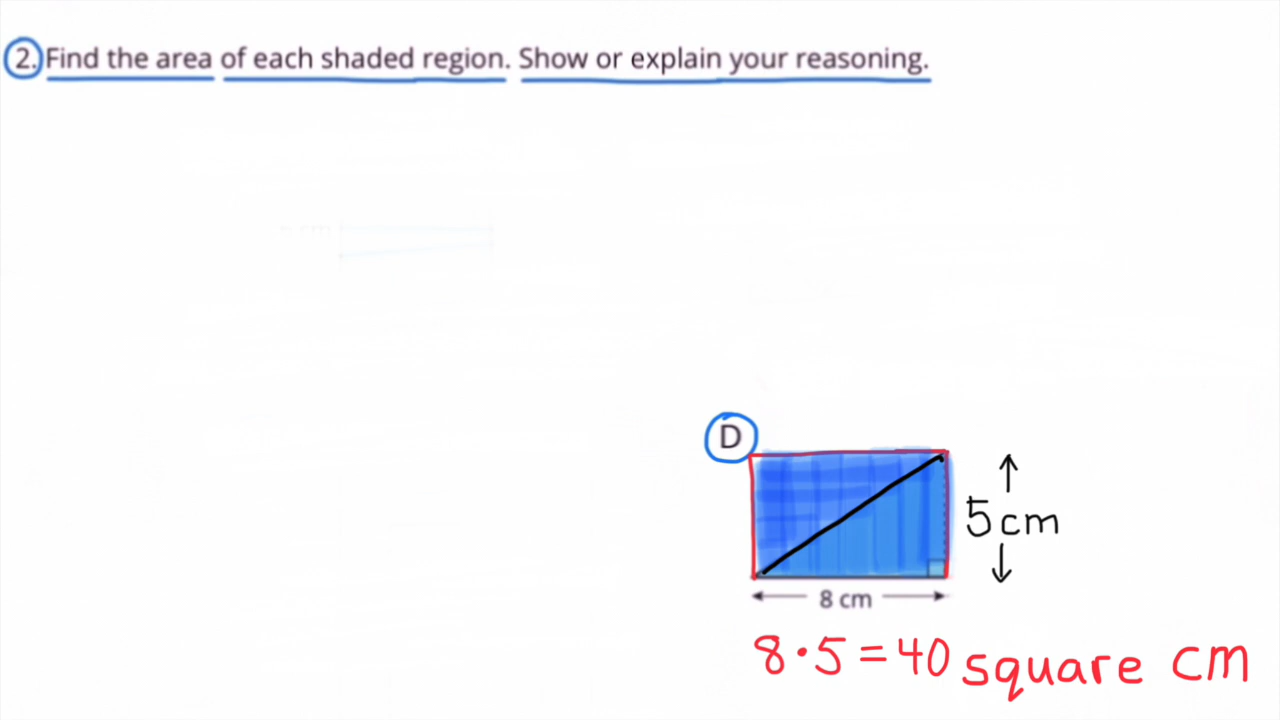 2. Find the area of each shaded region. Show or explain your reasoning.
D
5 cm
8 cm
8·5=40 square cm